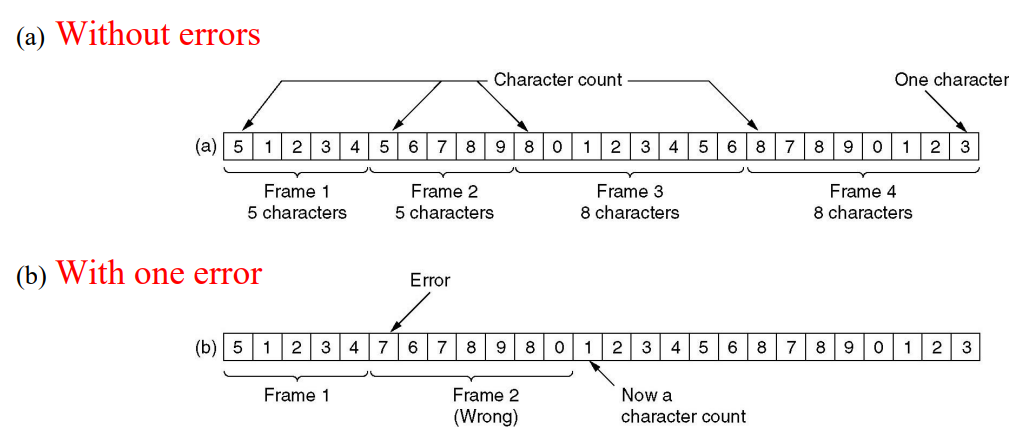 (a) Without errors
Character count
One character
(a) 5 1 2 3 4 5 6 7 8 9 8 0 1 2 3 4 5 6 8 7 8 9 0 1 2 3
Frame 1 Frame 2 Frame 3 Frame 4
5 characters 5 characters 8 characters 8 characters
(b) With one error
Error
(b) 5 1 2 3 4 7 6 7 8 9 8 0 1 2 3 4 5 6 8 7 8 9 0 1 2 3
Frame 1 Frame 2 Now a
(Wrong) character count